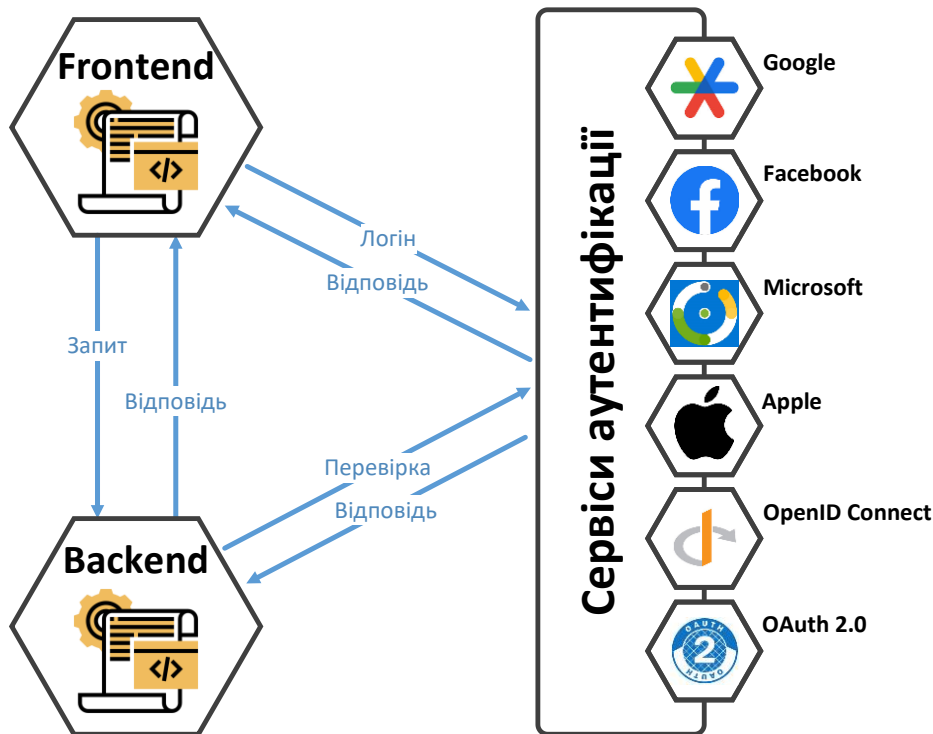 Frontend
</>
Логін
Відповідь
Запит
Відповідь
Перевірка
Відповідь
Backend
</>
Сервіси аутентифікації
Google
Facebook
Microsoft
Apple
OpenID Connect
OAuth 2.0
OAUTH
2
OAUTH